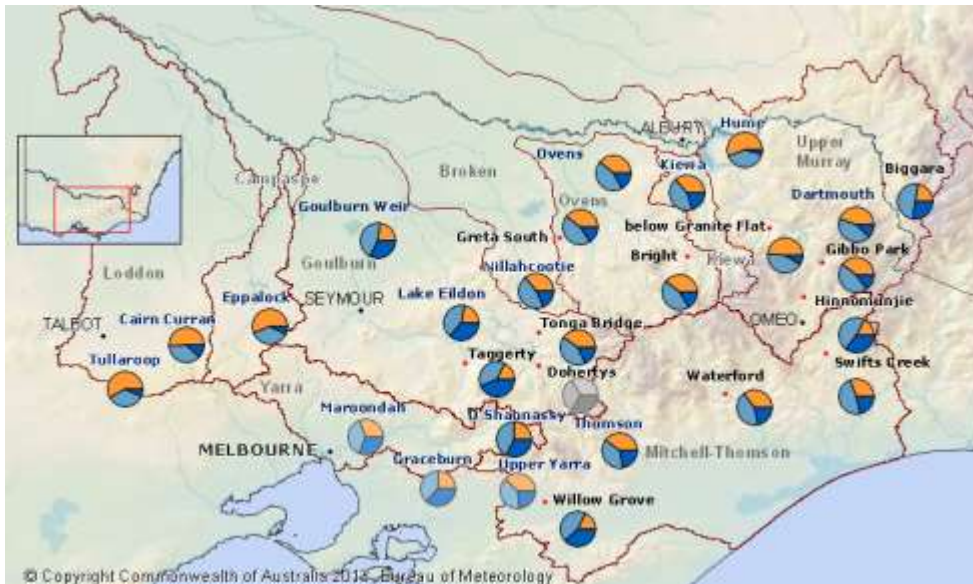 Hume
ALBURY
Upper
Murray
Ovens
Kiewa
Biggara
Campaspe
Broken
Dartmouth
Goulburn Weir
Ovens
Greta South
below Granite Flat
Bright
Kiewa
Gibbo Park
Loddon
Goulburn
Nillahcootie
Eppalock
SEYMOUR
Lake Eildon
Hinnomunjie
TALBOT
Cairn Curran
Tonga Bridge
OMEO
Tullaroop
Taggerty
Dohertys
Swifts Creek
Yarra
Waterford
Maroondah
O'Shannassy
Thomson
MELBOURNE
Graceburn
Upper Yarra
Mitchell-Thomson
Willow Grove